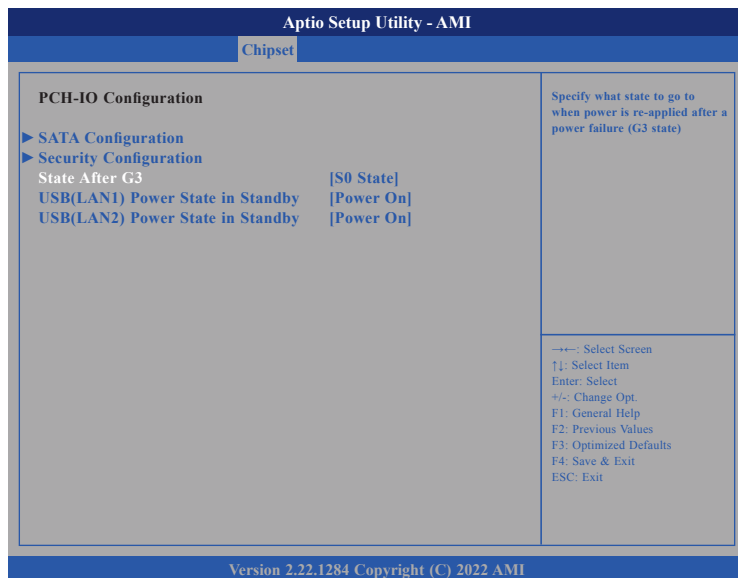 Aptio Setup Utility - AMI
Chipset
PCH-IO Configuration
► SATA Configuration
► Security Configuration
State After G3 [S0 State]
USB(LAN1) Power State in Standby [Power On]
USB(LAN2) Power State in Standby [Power On]
Specify what state to go to
when power is re-applied after a
power failure (G3 state)
→←: Select Screen
↑↓: Select Item
Enter: Select
+/-: Change Opt.
F1: General Help
F2: Previous Values
F3: Optimized Defaults
F4: Save & Exit
ESC: Exit
Version 2.22.1284 Copyright (C) 2022 AMI